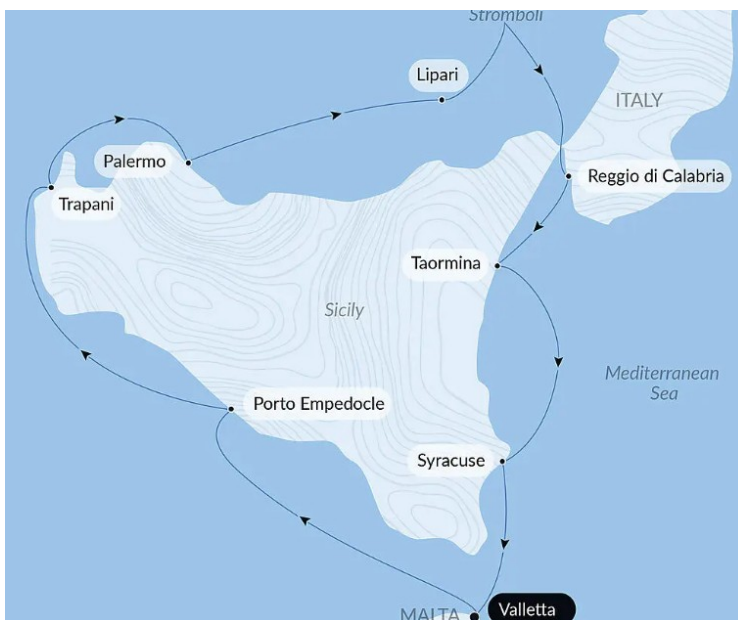 Stromboli
Lipari
ITALY
Palermo
Reggio di Calabria
Trapani
Taormina
Sicily
Mediterranean
Sea
Porto Empedocle
Syracuse
MALTA
Valletta